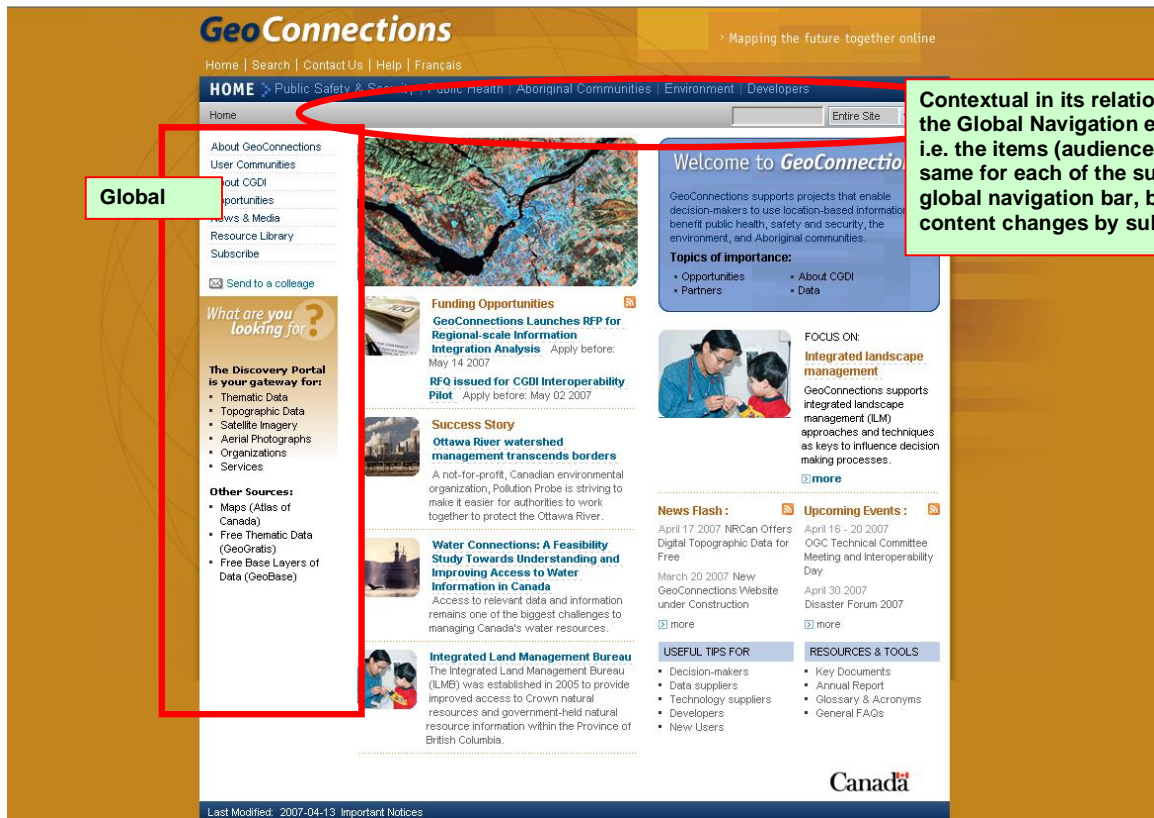 GeoConnections
› Mapping the future together online
Home | Search | Contact Us | Help | Français
HOME Public Safety & Security | Public Health | Aboriginal Communities | Environment | Developers
Home
Entire Site
Contextual in its relatio
the Global Navigation e
i.e. the items (audience
same for each of the su
global navigation bar, b
content changes by sul
Global
About GeoConnections
User Communities
out CGDI
portunities
ws & Media
Resource Library
Subscribe
Send to a colleage
What are you
looking for?
The Discovery Portal
is your gateway for:
▪ Thematic Data
▪ Topographic Data
▪ Satellite Imagery
▪ Aerial Photographs
▪ Organizations
▪ Services
Other Sources:
▪ Maps (Atlas of
Canada)
▪ Free Thematic Data
(GeoGratis)
▪ Free Base Layers of
Data (GeoBase)
Funding Opportunities
GeoConnections Launches RFP for
Regional-scale Information
Integration Analysis Apply before:
May 14 2007
RFQ issued for CGDI Interoperability
Pilot Apply before: May 02 2007
Success Story
Ottawa River watershed
management transcends borders
A not-for-profit, Canadian environmental
organization, Pollution Probe is striving to
make it easier for authorities to work
together to protect the Ottawa River.
Water Connections: A Feasibility
Study Towards Understanding and
Improving Access to Water
Information in Canada
Access to relevant data and information
remains one of the biggest challenges to
managing Canada's water resources.
Integrated Land Management Bureau
The Integrated Land Management Bureau
(ILMB) was established in 2005 to provide
improved access to Crown natural
resources and government-held natural
resource information within the Province of
British Columbia.
Welcome to GeoConnectio
GeoConnections supports projects that enable
decision-makers to use location-based information
benefit public health, safety and security, the
environment, and Aboriginal communities.
Topics of importance:
▪ Opportunities ▪ About CGDI
▪ Partners ▪ Data
FOCUS ON:
Integrated landscape
management
GeoConnections supports
integrated landscape
management (ILM)
approaches and techniques
as keys to influence decision
making processes.
more
News Flash :
April 17 2007 NRCan Offers
Digital Topographic Data for
Free
March 20 2007 New
GeoConnections Website
under Construction
more
Upcoming Events :
April 16 - 20 2007
OGC Technical Committee
Meeting and Interoperability
Day
April 30 2007
Disaster Forum 2007
more
USEFUL TIPS FOR
▪ Decision-makers
▪ Data suppliers
▪ Technology suppliers
▪ Developers
▪ New Users
RESOURCES & TOOLS
▪ Key Documents
▪ Annual Report
▪ Glossary & Acronyms
▪ General FAQs
Canada
Last Modified: 2007-04-13 Important Notices